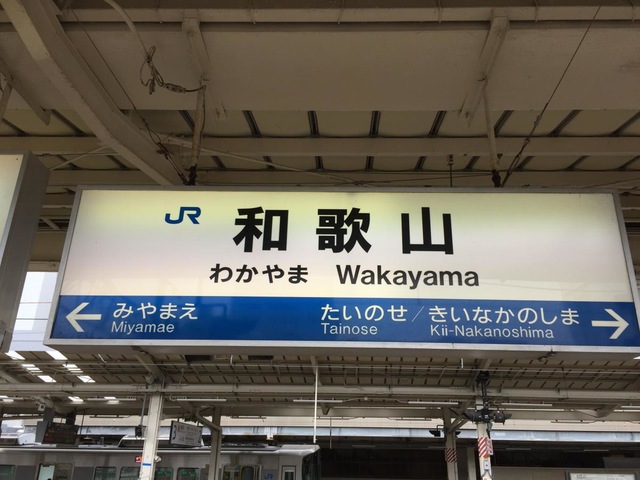 JR 和歌山
わかやま Wakayama
← みやまえ たいのせ/きいなかのしま →
Miyamae Tainose Kii-Nakanoshima